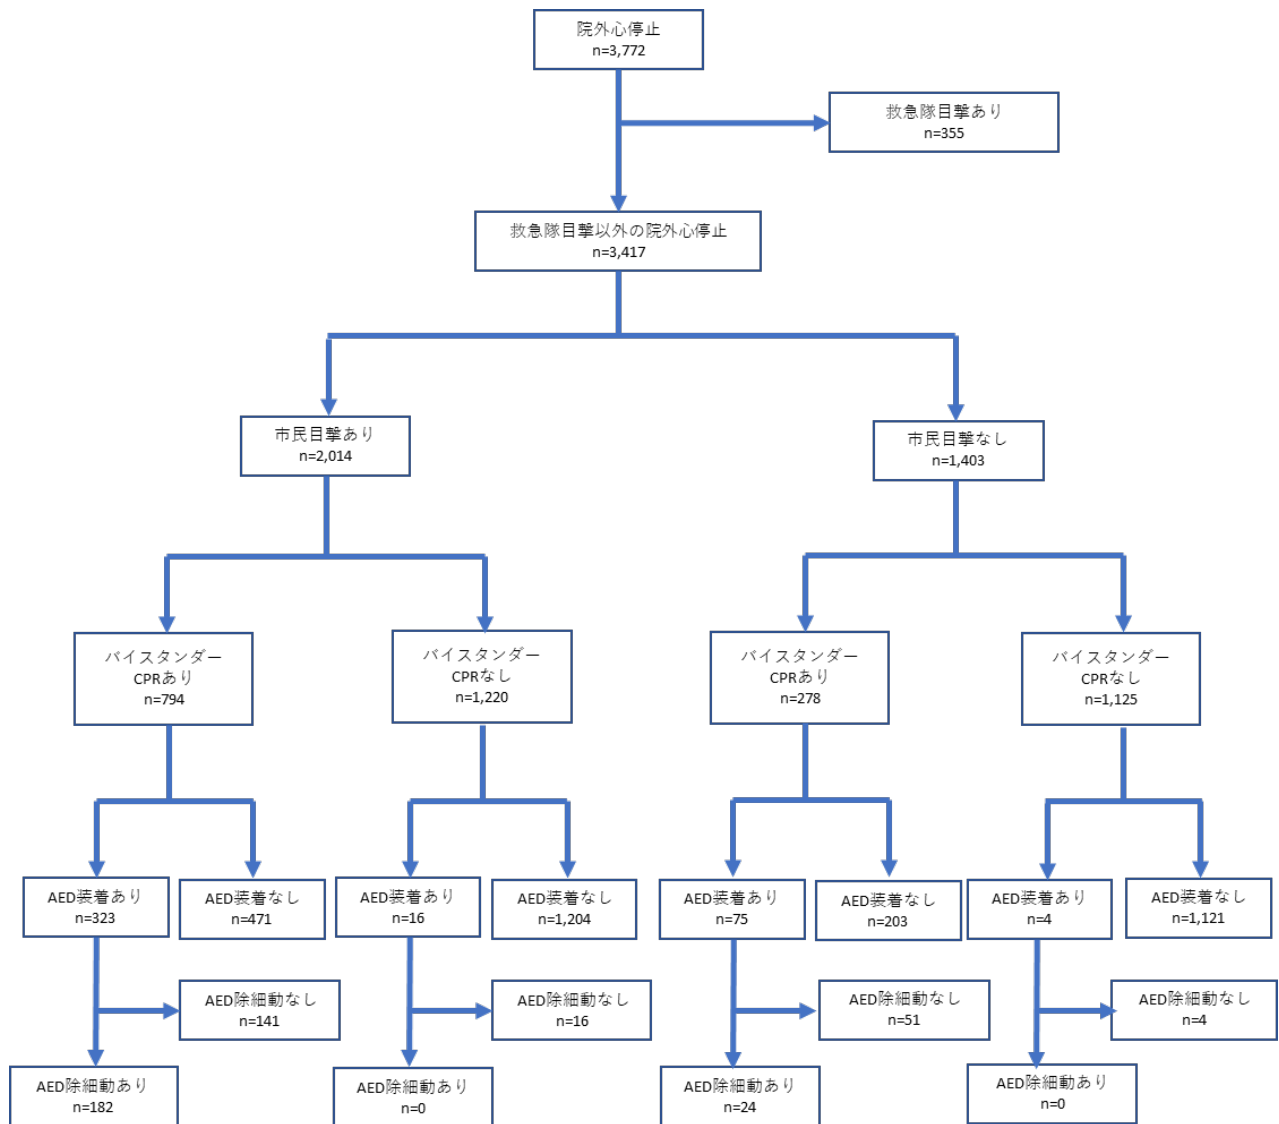 院外心停止
n=3,772
救急隊目撃あり
n=355
救急隊目撃以外の院外心停止
n=3,417
市民目撃あり
n=2,014
市民目撃なし
n=1,403
バイスタンダー
CPRあり
n=794
バイスタンダー
CPRなし
n=1,220
バイスタンダー
CPRあり
n=278
バイスタンダー
CPRなし
n=1,125
AED装着あり
n=323
AED装着なし
n=471
AED装着あり
n=16
AED装着なし
n=1,204
AED装着あり
n=75
AED装着なし
n=203
AED装着あり
n=4
AED装着なし
n=1,121
AED除細動なし
n=141
AED除細動なし
n=16
AED除細動なし
n=51
AED除細動なし
n=4
AED除細動あり
n=182
AED除細動あり
n=0
AED除細動あり
n=24
AED除細動あり
n=0